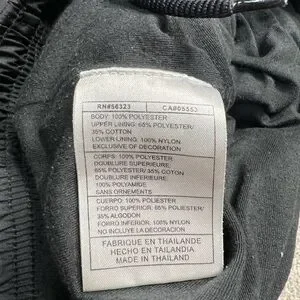 RN#56323 CA#05553
BODY: 100% POLYESTER
UPPER LINING: 65% POLYESTER/
35% COTTON
LOWER LINING: 100% NYLON
EXCLUSIVE OF DECORATION
CORPS: 100% POLYESTER
DOUBLURE SUPERIEURE
65% POLYESTER/ 35% COTON
DOUBLURE INFERIEURE
100% POLYAMIDE
SANS ORNEMENTS
CUERPO: 100% POLIESTER
FORRO SUPERIOR: 65% POLIESTER/
35% ALGODON
FORRO INFERIOR: 100% NYLON
NO INCLUYE LA DECORACION
FABRIQUE EN THAILANDE
HECHO EN TAILANDIA
MADE IN THAILAND